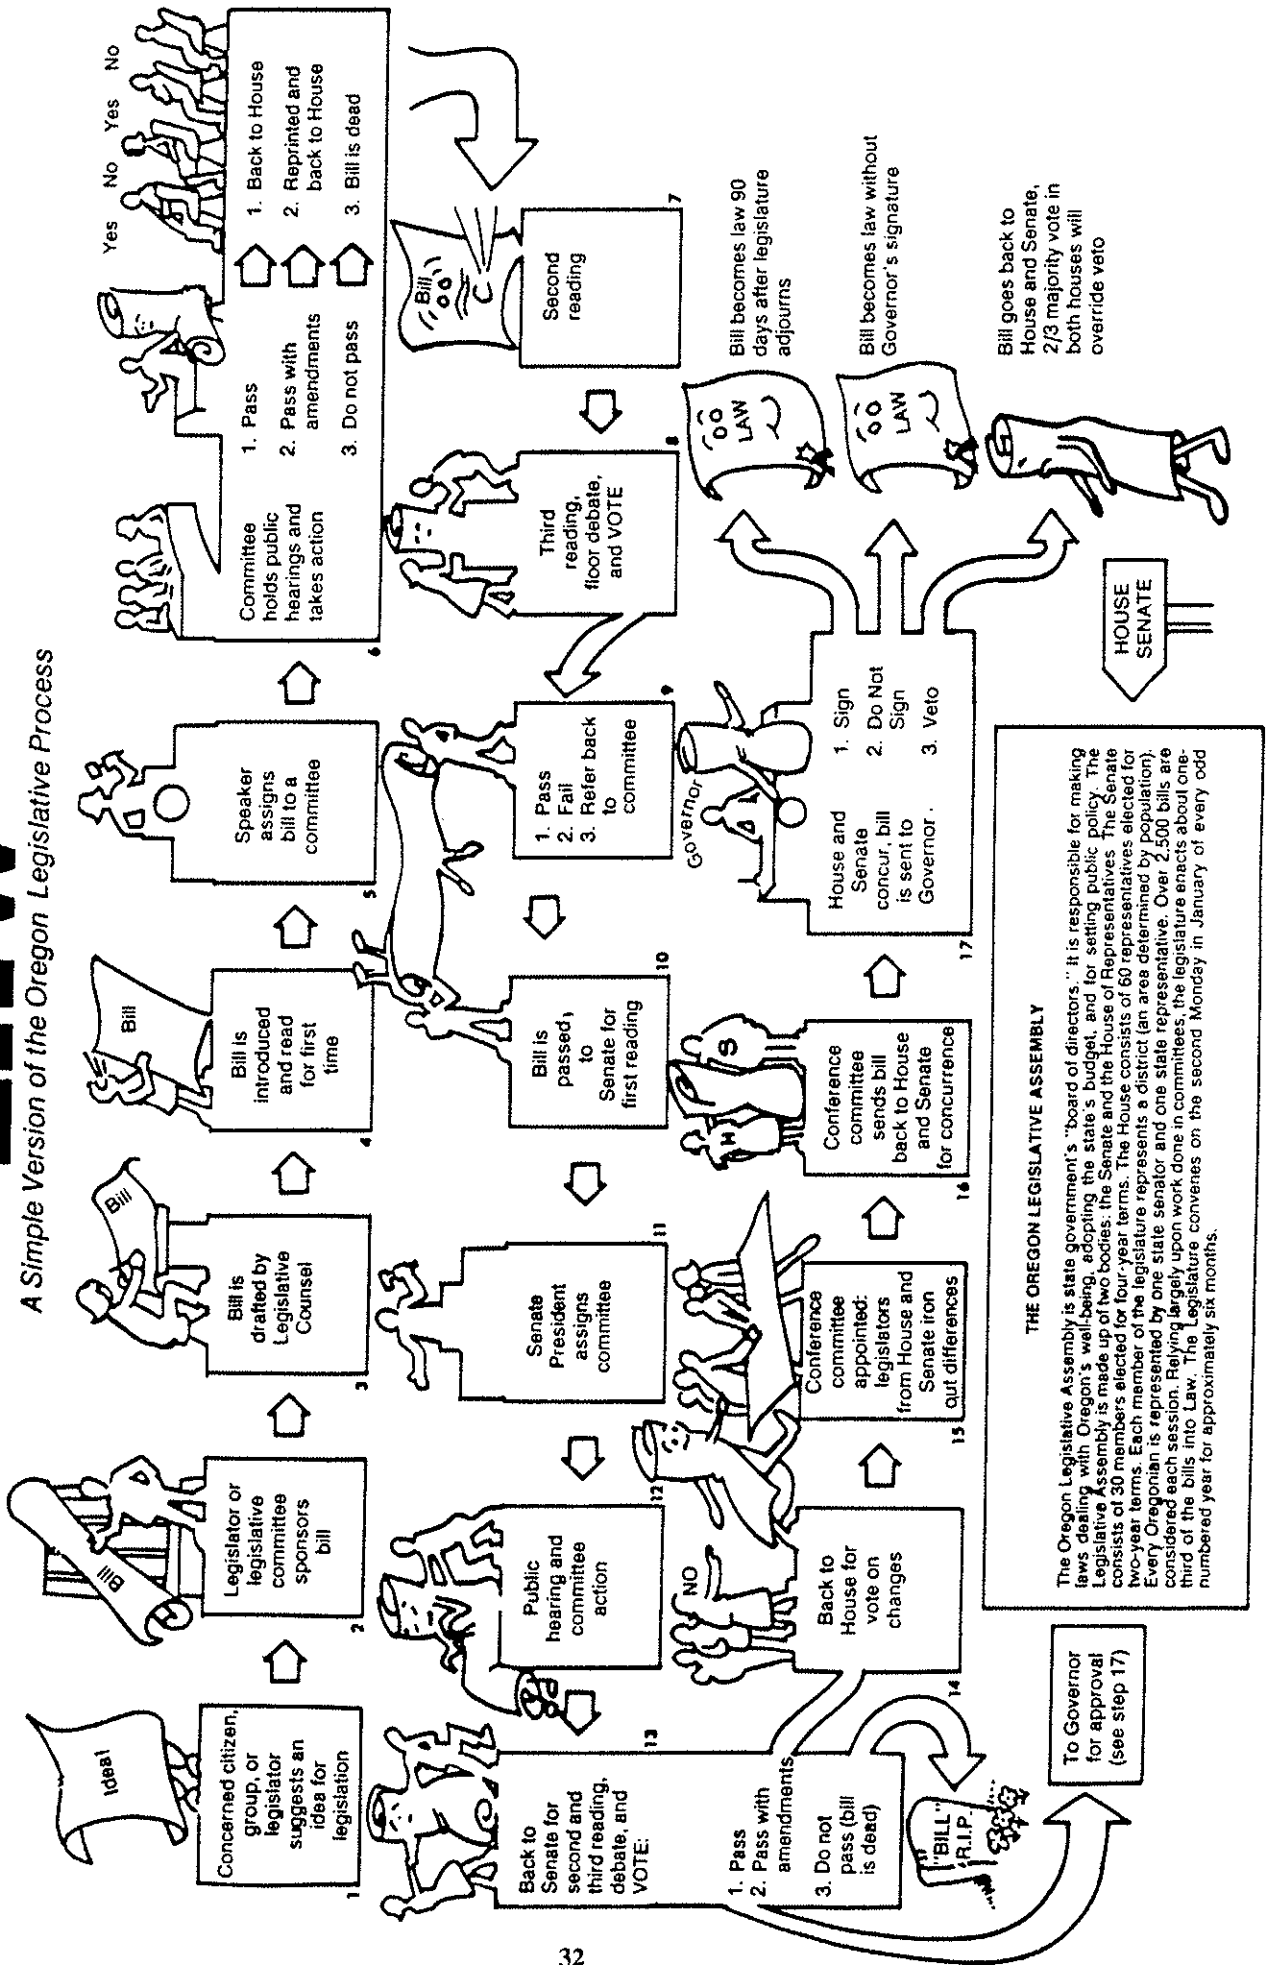 A Simple Version of the Oregon Legislative Process
Idea!
Concerned citizen,
group, or
legislator
suggests an
idea for
legislation
1
Bill
Legislator or
legislative
committee
sponsors
bill
2
Bill
Bill is
drafted by
Legislative
Counsel
3
Bill
Bill is
introduced
and read
for first
time
4
Speaker
assigns
bill to a
committee
5
Yes No Yes No
Committee
holds public
hearings and
takes action
1. Pass
2. Pass with
amendments
3. Do not pass
1. Back to House
2. Reprinted and
back to House
3. Bill is dead
6
Bill
Second
reading
7
Third
reading,
floor debate,
and VOTE
8
1. Pass
2. Fail
3. Refer back
to
committee
9
Bill is
passed,
to
Senate for
first reading
10
Senate
President
assigns
committee
11
Public
hearing and
committee
action
12
Back to
Senate for
second and
third reading,
debate, and
VOTE:
1. Pass
2. Pass with
amendments
3. Do not
pass (bill
is dead)
13
"BILL"
R.I.P.
To Governor
for approval
(see step 17)
NO
Back to
House for
vote on
changes
14
Conference
committee
appointed:
legislators
from House and
Senate iron
out differences
15
H
S
Conference
committee
sends bill
back to House
and Senate
for concurrence
16
Governor
House and
Senate
concur, bill
is sent to
Governor.
1. Sign
2. Do Not
Sign
3. Veto
17
LAW
Bill becomes law 90
days after legislature
adjourns
LAW
Bill becomes law without
Governor's signature
Bill goes back to
House and Senate,
2/3 majority vote in
both houses will
override veto
HOUSE
SENATE
THE OREGON LEGISLATIVE ASSEMBLY
The Oregon Legislative Assembly is state government's "board of directors." It is responsible for making
laws dealing with Oregon's well-being, adopting the state's budget, and for setting public policy. The
Legislative Assembly is made up of two bodies: the Senate and the House of Representatives. The Senate
consists of 30 members elected for four-year terms. The House consists of 60 representatives elected for
two-year terms. Each member of the legislature represents a district (an area determined by population).
Every Oregonian is represented by one state senator and one state representative. Over 2,500 bills are
considered each session. Relying largely upon work done in committees, the legislature enacts about one-
third of the bills into Law. The Legislature convenes on the second Monday in January of every odd
numbered year for approximately six months.
32